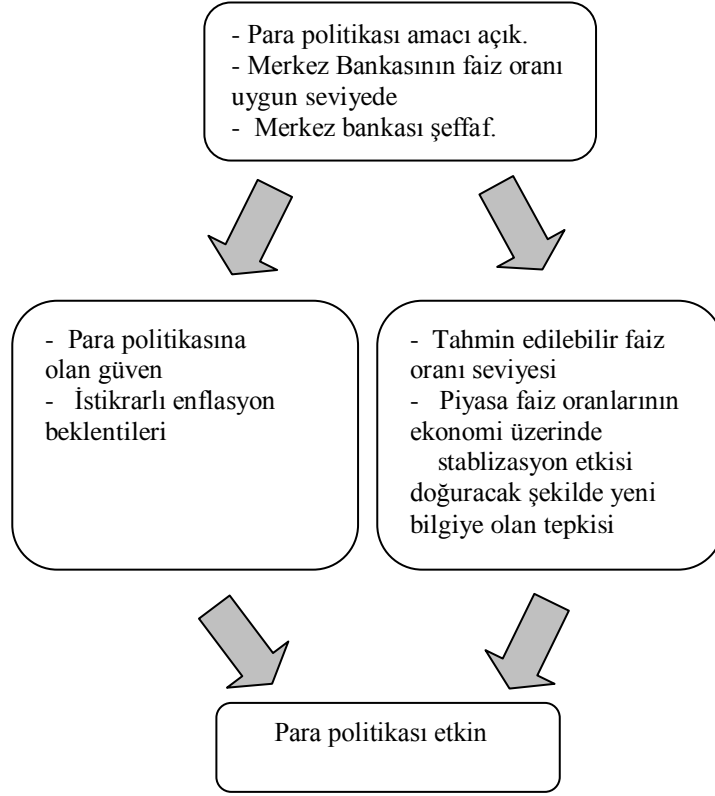 - Para politikası amacı açık.
- Merkez Bankasının faiz oranı
uygun seviyede
- Merkez bankası şeffaf.
- Para politikasına
olan güven
- İstikrarlı enflasyon
beklentileri
- Tahmin edilebilir faiz
oranı seviyesi
- Piyasa faiz oranlarının
ekonomi üzerinde
stablizasyon etkisi
doğuracak şekilde yeni
bilgiye olan tepkisi
Para politikası etkin